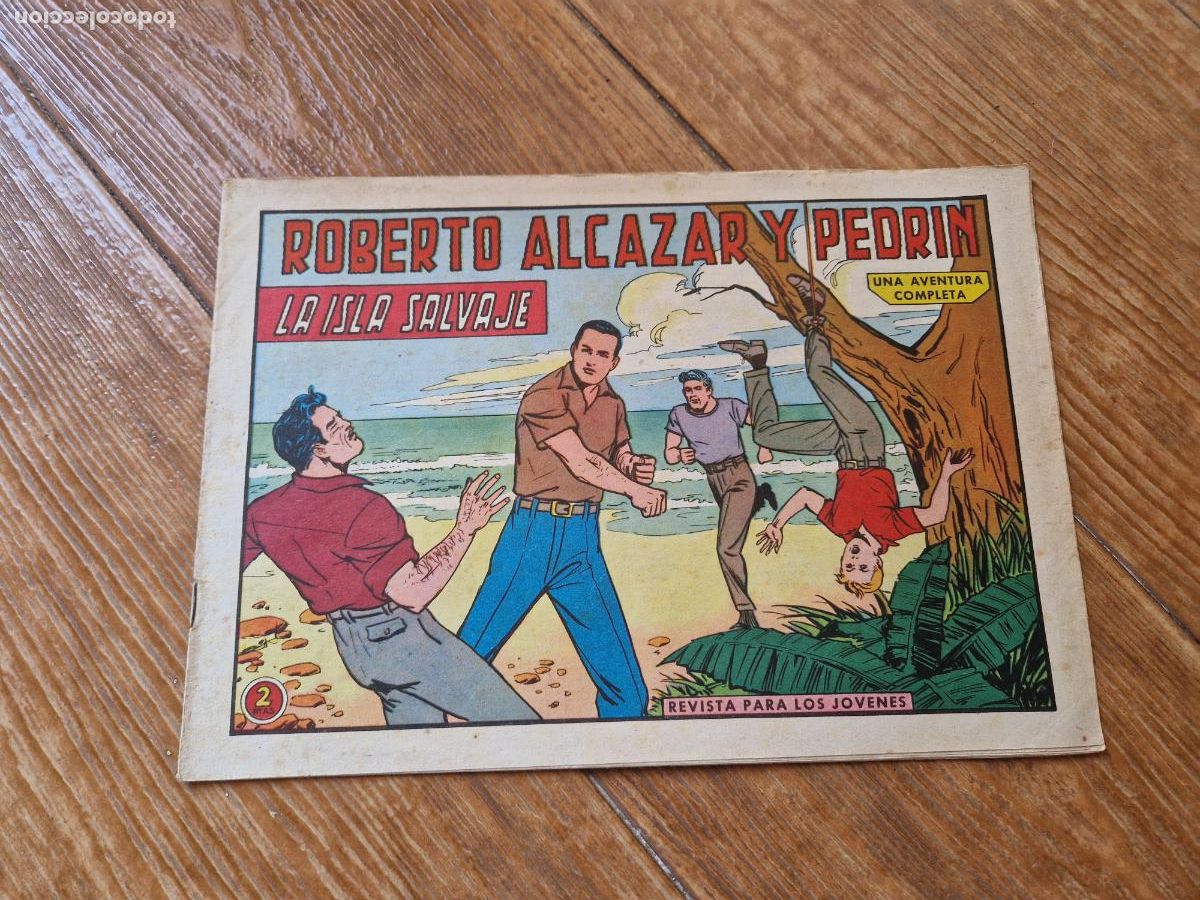 todocoleccion
ROBERTO ALCAZAR Y PEDRIN
UNA AVENTURA
COMPLETA
LA ISLA SALVAJE
2
PTAS
REVISTA PARA LOS JOVENES